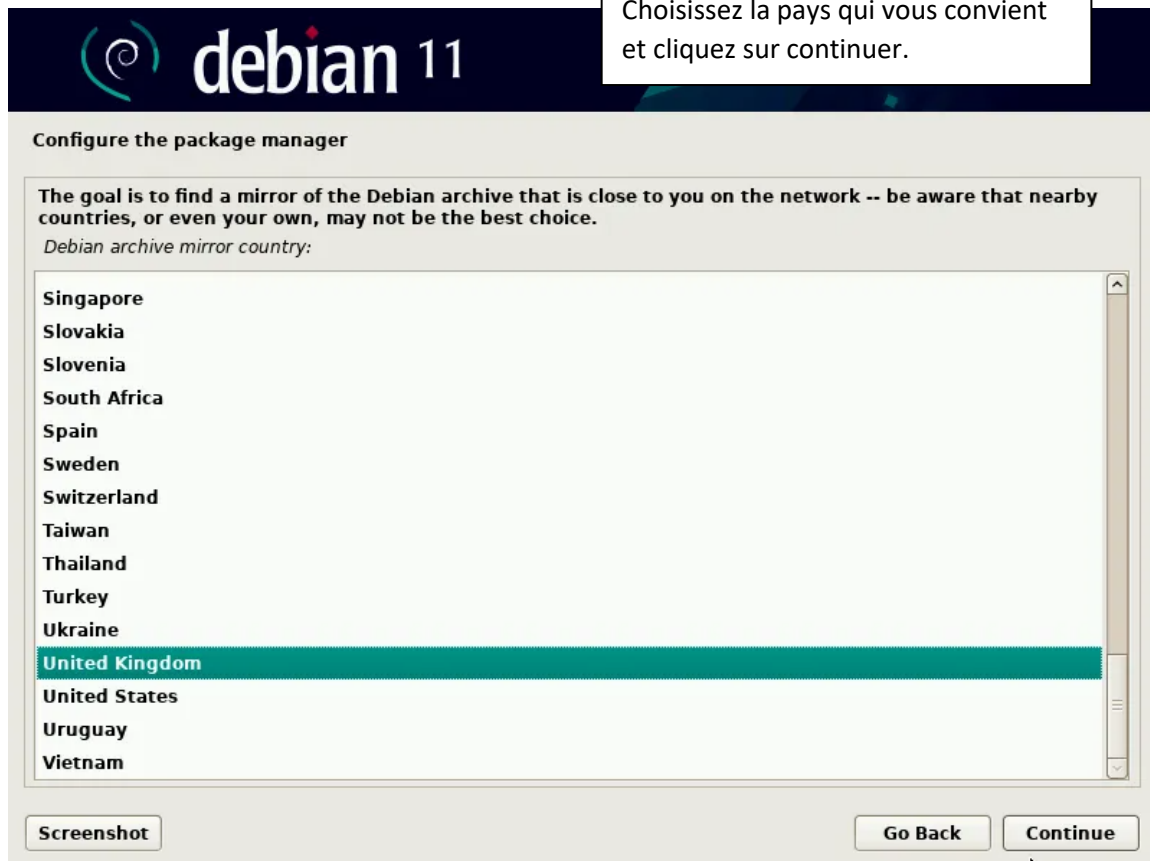 Choisissez la pays qui vous convient
et cliquez sur continuer.
debian 11
Configure the package manager
The goal is to find a mirror of the Debian archive that is close to you on the network -- be aware that nearby
countries, or even your own, may not be the best choice.
Debian archive mirror country:
Singapore
Slovakia
Slovenia
South Africa
Spain
Sweden
Switzerland
Taiwan
Thailand
Turkey
Ukraine
United Kingdom
United States
Uruguay
Vietnam
Screenshot
Go Back
Continue